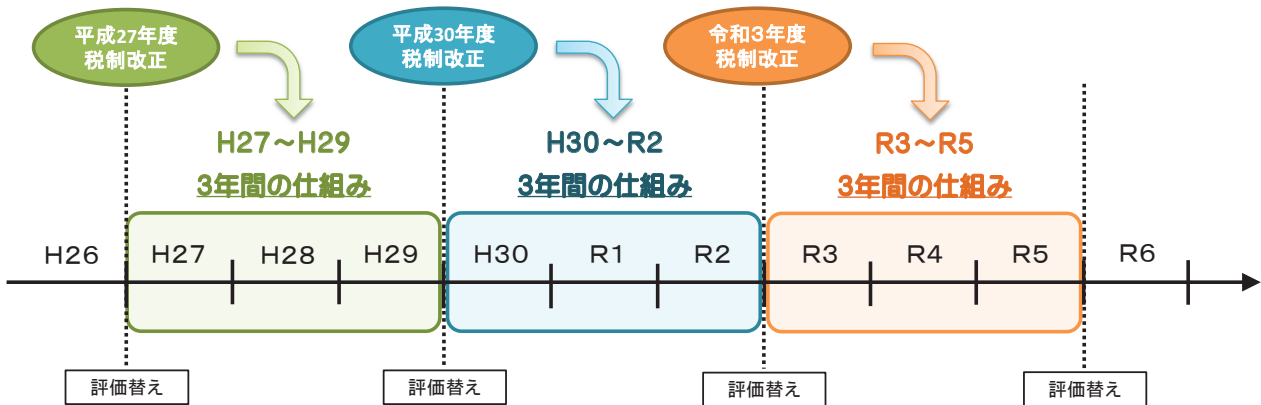 平成27年度
税制改正
平成30年度
税制改正
令和3年度
税制改正
H27~H29
3年間の仕組み
H30~R2
3年間の仕組み
R3~R5
3年間の仕組み
H26
H27
H28
H29
H30
R1
R2
R3
R4
R5
R6
評価替え
評価替え
評価替え
評価替え